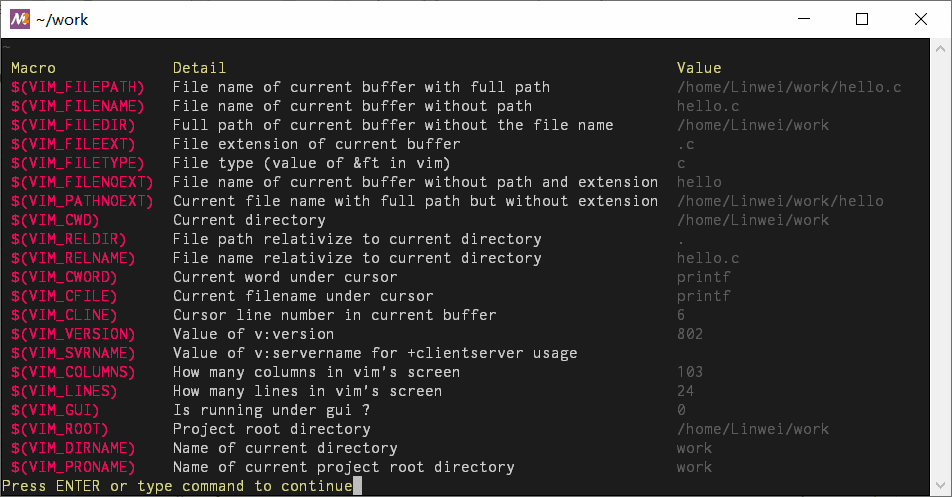 ~/work
~
Macro Detail Value
$(VIM_FILEPATH) File name of current buffer with full path /home/Linwei/work/hello.c
$(VIM_FILENAME) File name of current buffer without path hello.c
$(VIM_FILEDIR) Full path of current buffer without the file name /home/Linwei/work
$(VIM_FILEEXT) File extension of current buffer .c
$(VIM_FILETYPE) File type (value of &ft in vim) c
$(VIM_FILENOEXT) File name of current buffer without path and extension hello
$(VIM_PATHNOEXT) Current file name with full path but without extension /home/Linwei/work/hello
$(VIM_CWD) Current directory /home/Linwei/work
$(VIM_RELDIR) File path relativize to current directory .
$(VIM_RELNAME) File name relativize to current directory hello.c
$(VIM_CWORD) Current word under cursor printf
$(VIM_CFILE) Current filename under cursor printf
$(VIM_CLINE) Cursor line number in current buffer 6
$(VIM_VERSION) Value of v:version 802
$(VIM_SVRNAME) Value of v:servername for +clientserver usage
$(VIM_COLUMNS) How many columns in vim's screen 103
$(VIM_LINES) How many lines in vim's screen 24
$(VIM_GUI) Is running under gui ? 0
$(VIM_ROOT) Project root directory /home/Linwei/work
$(VIM_DIRNAME) Name of current directory work
$(VIM_PRONAME) Name of current project root directory work
Press ENTER or type command to continue